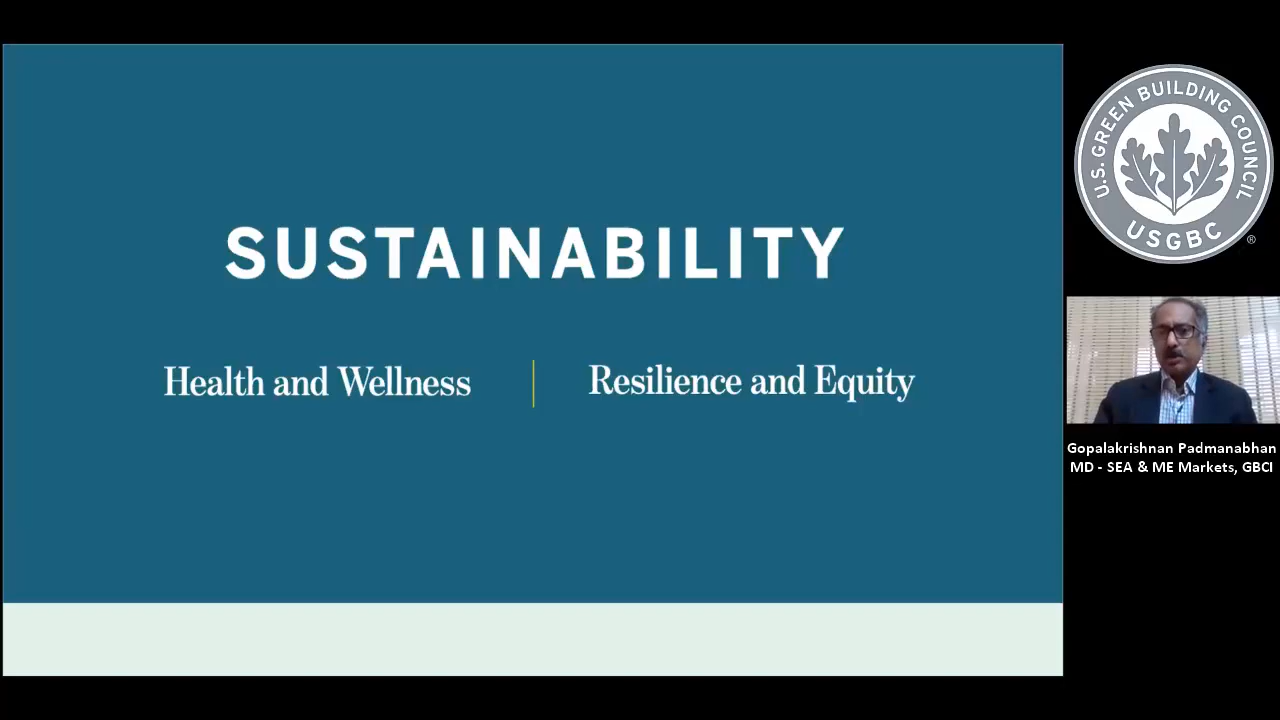 SUSTAINABILITY
Health and Wellness
Resilience and Equity
U.S. GREEN BUILDING COUNCIL
USGBC
®
Gopalakrishnan Padmanabhan
MD - SEA & ME Markets, GBCI